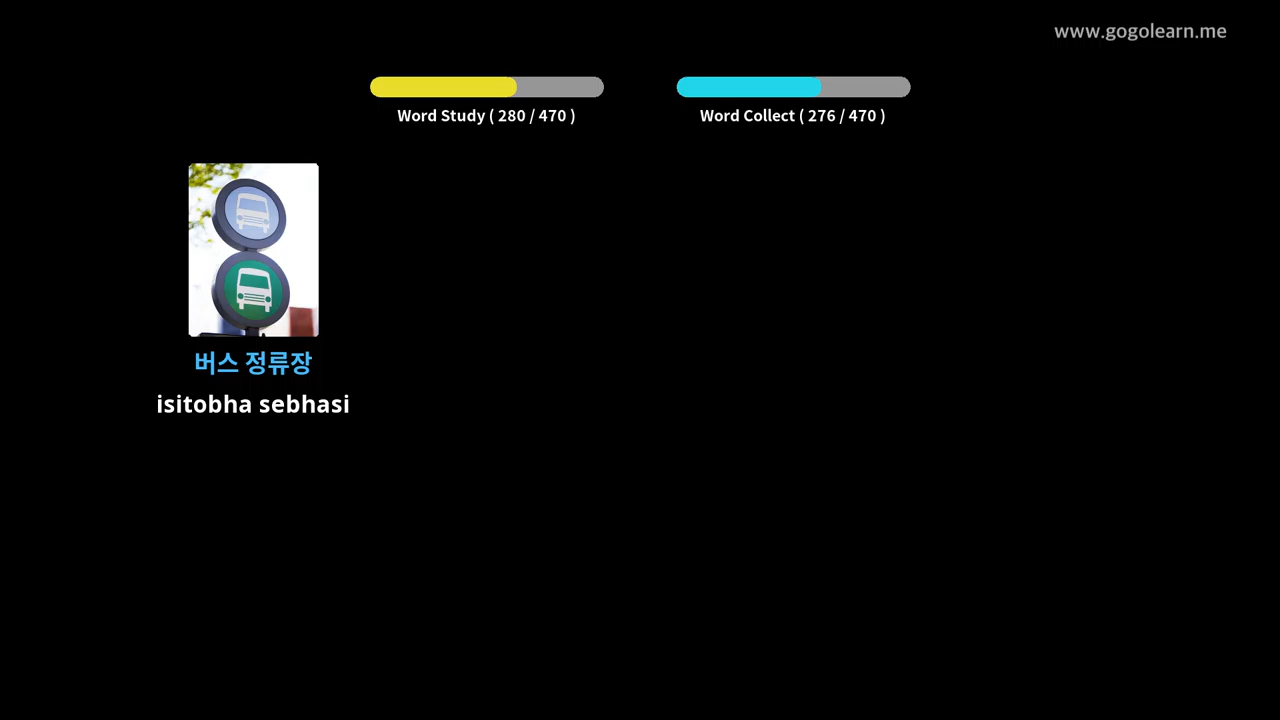 www.gogolearn.me
Word Study ( 280 / 470 )
Word Collect ( 276 / 470 )
버스 정류장
isitobha sebhasi